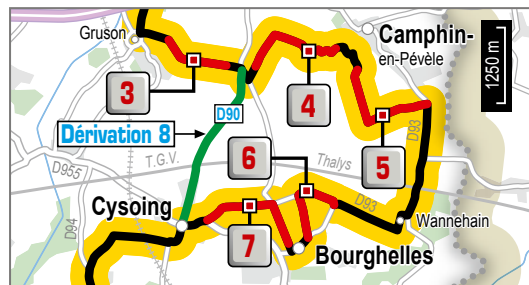 Gruson
Camphin-
en-Pévèle
1250 m
3
4
D90
Dérivation 8
5
D93
6
T.G.V.
Thalys
D955
D94
Cysoing
D93
Wannehain
7
Bourghelles